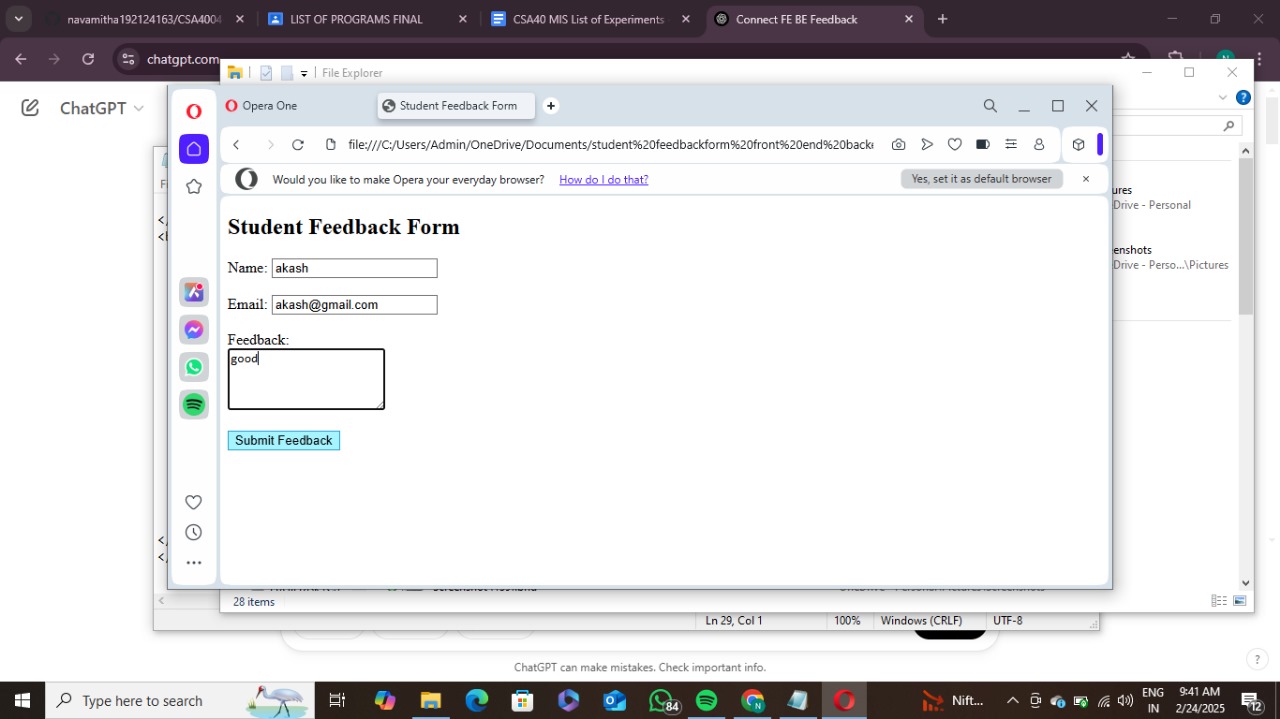 navamitha192124163/CSA4004
LIST OF PROGRAMS FINAL
CSA40 MIS List of Experiments
Connect FE BE Feedback
chatgpt.com
File Explorer
ChatGPT
Opera One
Student Feedback Form
file:///C:/Users/Admin/OneDrive/Documents/student%20feedbackform%20front%20end%20backe
Would you like to make Opera your everyday browser? How do I do that?
Yes, set it as default browser
ures
Drive - Personal
Student Feedback Form
enshots
Drive - Perso...\Pictures
Name: akash
Email: akash@gmail.com
Feedback:
good
Submit Feedback
28 items
Ln 29, Col 1
100%
Windows (CRLF)
UTF-8
ChatGPT can make mistakes. Check important info.
Type here to search
84
Nift...
ENG
IN
9:41 AM
2/24/2025
12